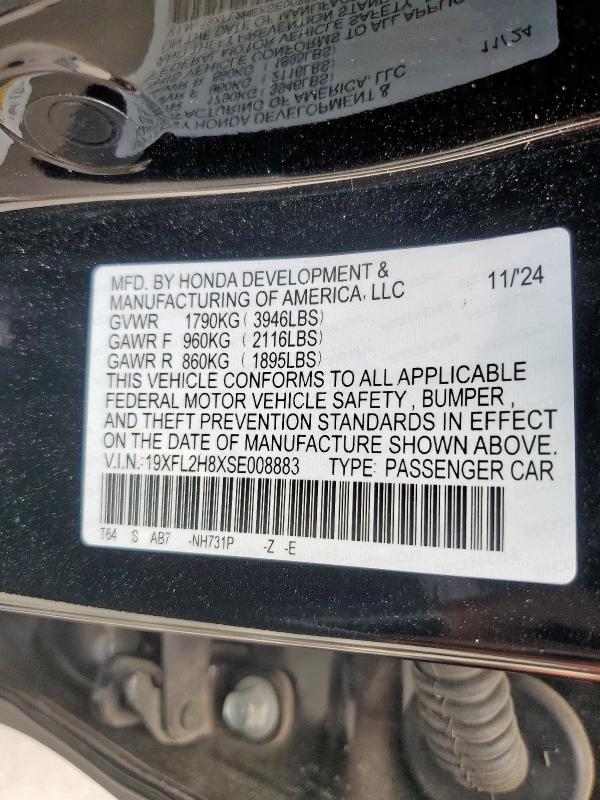 MFD. BY HONDA DEVELOPMENT &
MANUFACTURING OF AMERICA, LLC 11/'24
GVWR 1790KG ( 3946LBS)
GAWR F 960KG ( 2116LBS)
GAWR R 860KG ( 1895LBS)
THIS VEHICLE CONFORMS TO ALL APPLICABLE
FEDERAL MOTOR VEHICLE SAFETY , BUMPER ,
AND THEFT PREVENTION STANDARDS IN EFFECT
ON THE DATE OF MANUFACTURE SHOWN ABOVE.
V.I.N.:19XFL2H8XSE008883 TYPE: PASSENGER CAR
T64 S AB7 -NH731P -Z -E